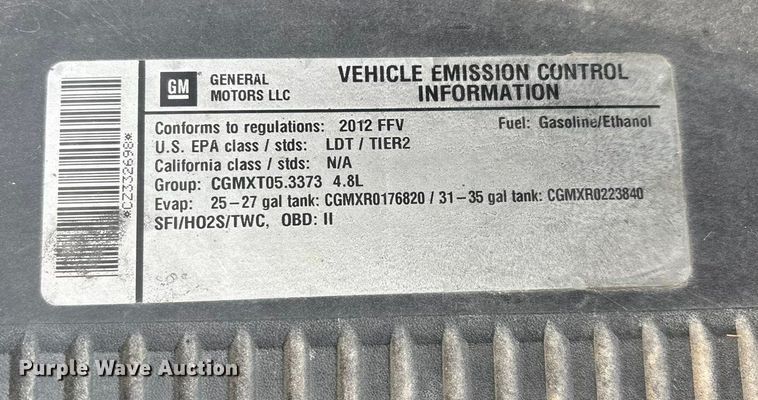 *CZ332698*
GM
GENERAL
MOTORS LLC
VEHICLE EMISSION CONTROL
INFORMATION
Conforms to regulations: 2012 FFV
Fuel: Gasoline/Ethanol
U.S. EPA class / stds: LDT / TIER2
California class / stds: N/A
Group: CGMXT05.3373 4.8L
Evap: 25-27 gal tank: CGMXR0176820 / 31-35 gal tank: CGMXR0223840
SFI/HO2S/TWC, OBD: II
Purple Wave Auction